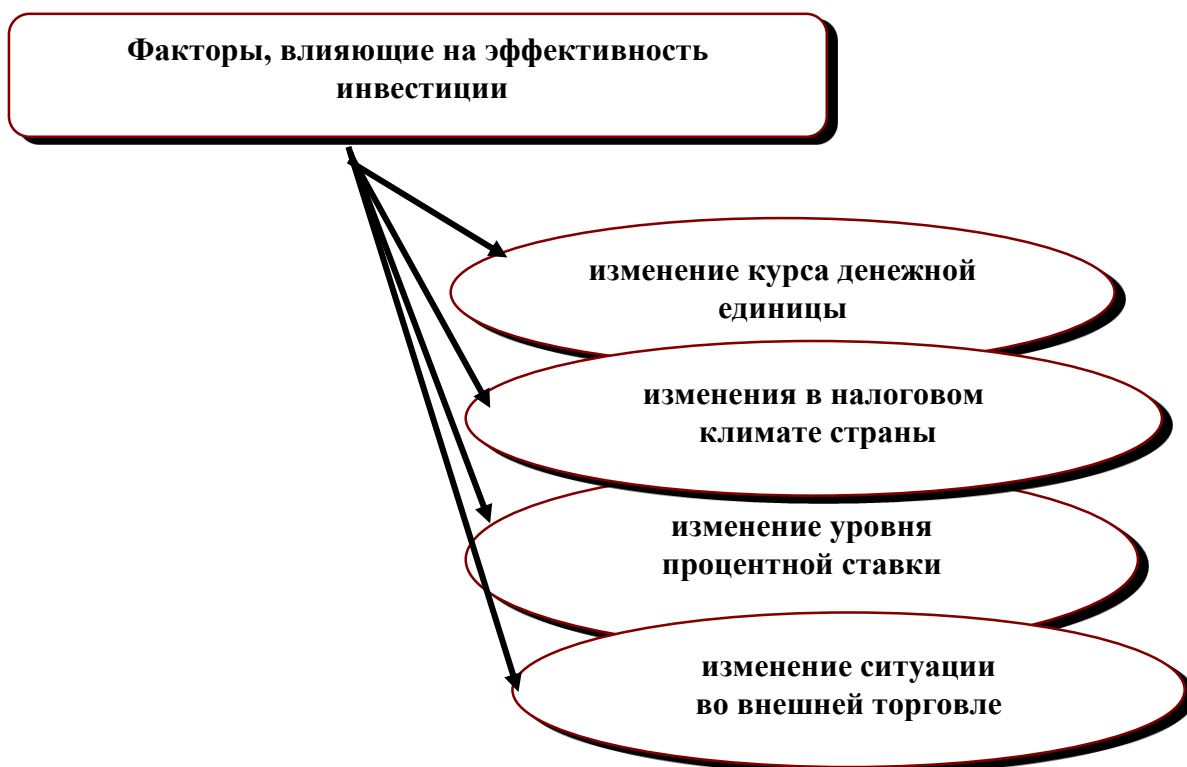 Факторы, влияющие на эффективность
инвестиции
изменение курса денежной
единицы
изменения в налоговом
климате страны
изменение уровня
процентной ставки
изменение ситуации
во внешней торговле